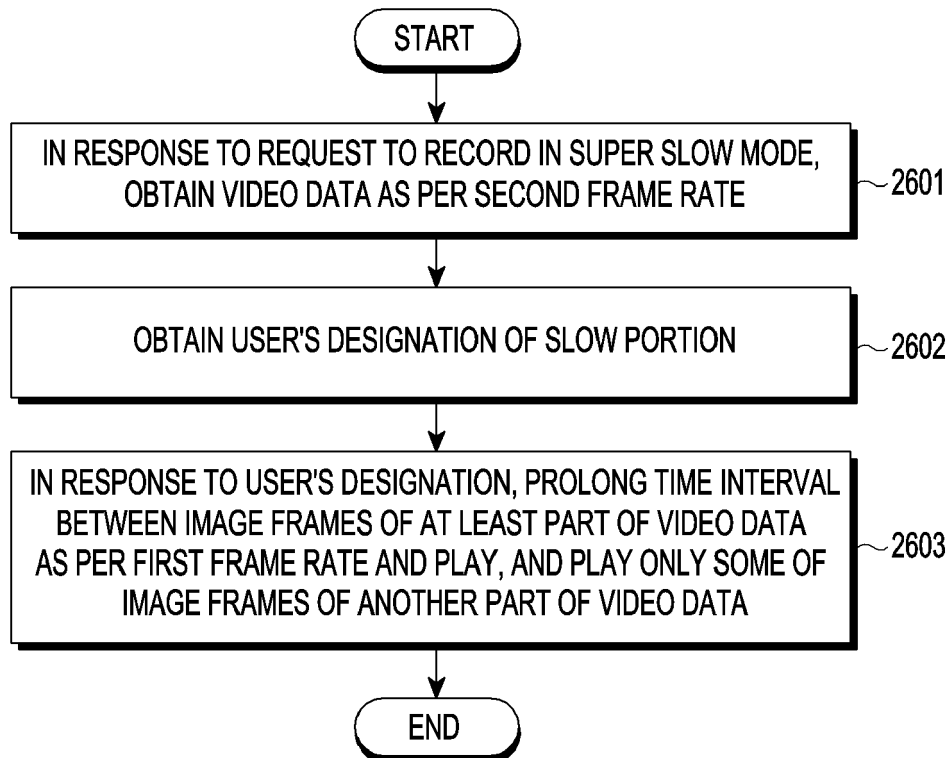 START
IN RESPONSE TO REQUEST TO RECORD IN SUPER SLOW MODE,
OBTAIN VIDEO DATA AS PER SECOND FRAME RATE
2601
OBTAIN USER'S DESIGNATION OF SLOW PORTION
2602
IN RESPONSE TO USER'S DESIGNATION, PROLONG TIME INTERVAL
BETWEEN IMAGE FRAMES OF AT LEAST PART OF VIDEO DATA
AS PER FIRST FRAME RATE AND PLAY, AND PLAY ONLY SOME OF
IMAGE FRAMES OF ANOTHER PART OF VIDEO DATA
2603
END